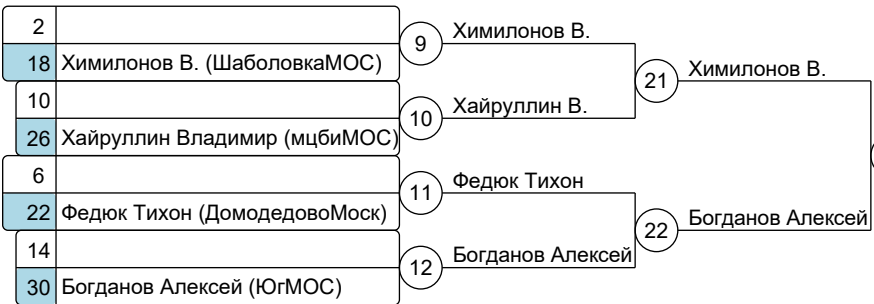 2
18 Химилонов В. (ШаболовкаМОС)
9 Химилонов В.
10
26 Хайруллин Владимир (мцбиМОС)
10 Хайруллин В.
21 Химилонов В.
6
22 Федюк Тихон (ДомодедовоМоск)
11 Федюк Тихон
14
30 Богданов Алексей (ЮгМОС)
12 Богданов Алексей
22 Богданов Алексей